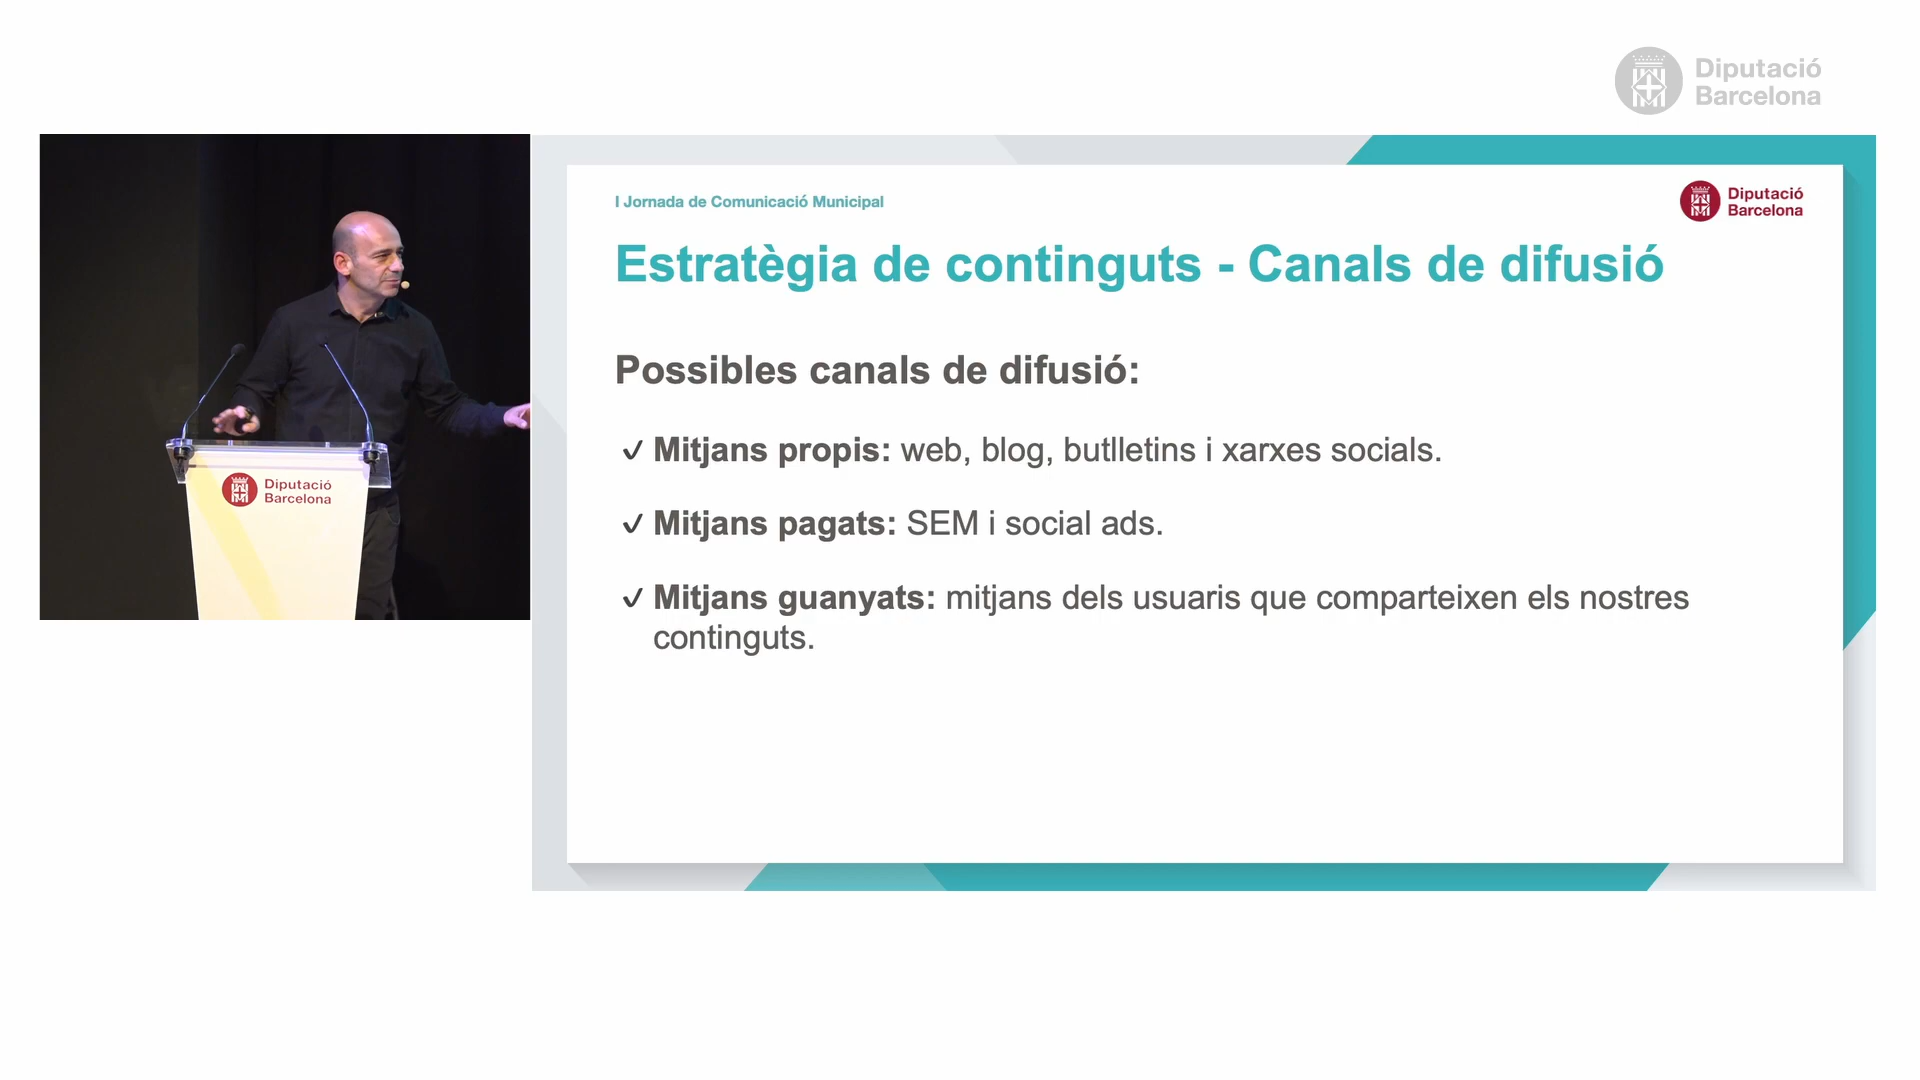 Diputació
Barcelona
I Jornada de Comunicació Municipal
Diputació
Barcelona
Estratègia de continguts - Canals de difusió
Possibles canals de difusió:
✓ Mitjans propis: web, blog, butlletins i xarxes socials.
✓ Mitjans pagats: SEM i social ads.
✓ Mitjans guanyats: mitjans dels usuaris que comparteixen els nostres
continguts.
Diputació
Barcelona